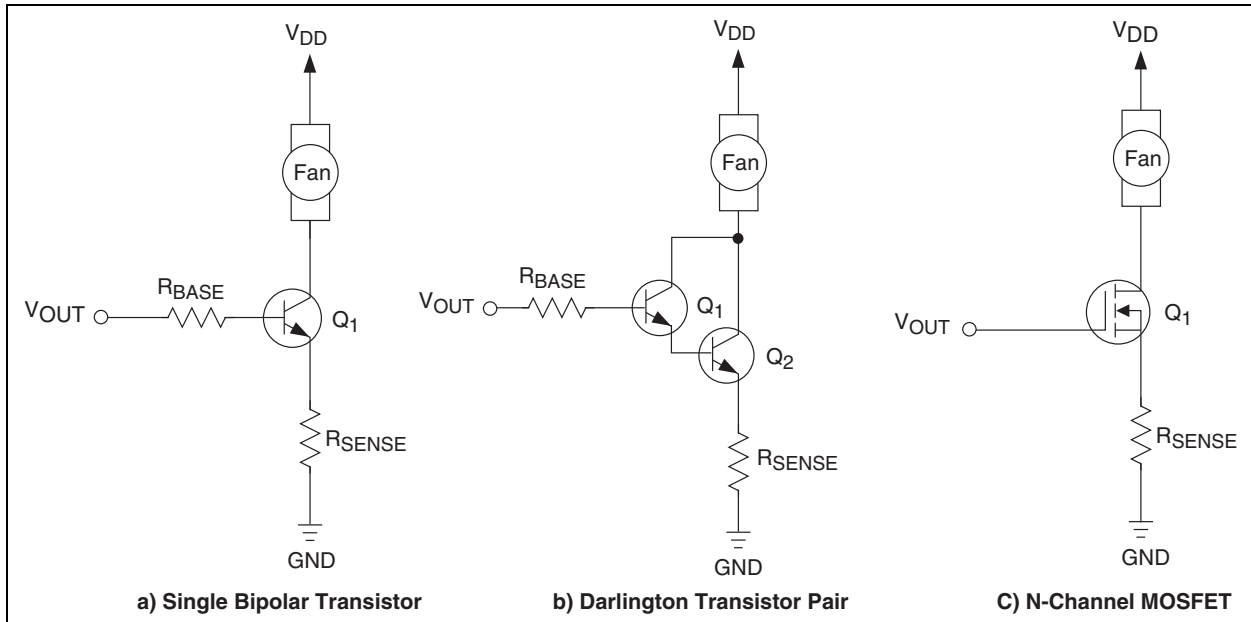 VDD
Fan
RBASE
VOUT
Q1
RSENSE
GND
a) Single Bipolar Transistor
VDD
Fan
RBASE
VOUT
Q1
Q2
RSENSE
GND
b) Darlington Transistor Pair
VDD
Fan
VOUT
Q1
RSENSE
GND
C) N-Channel MOSFET